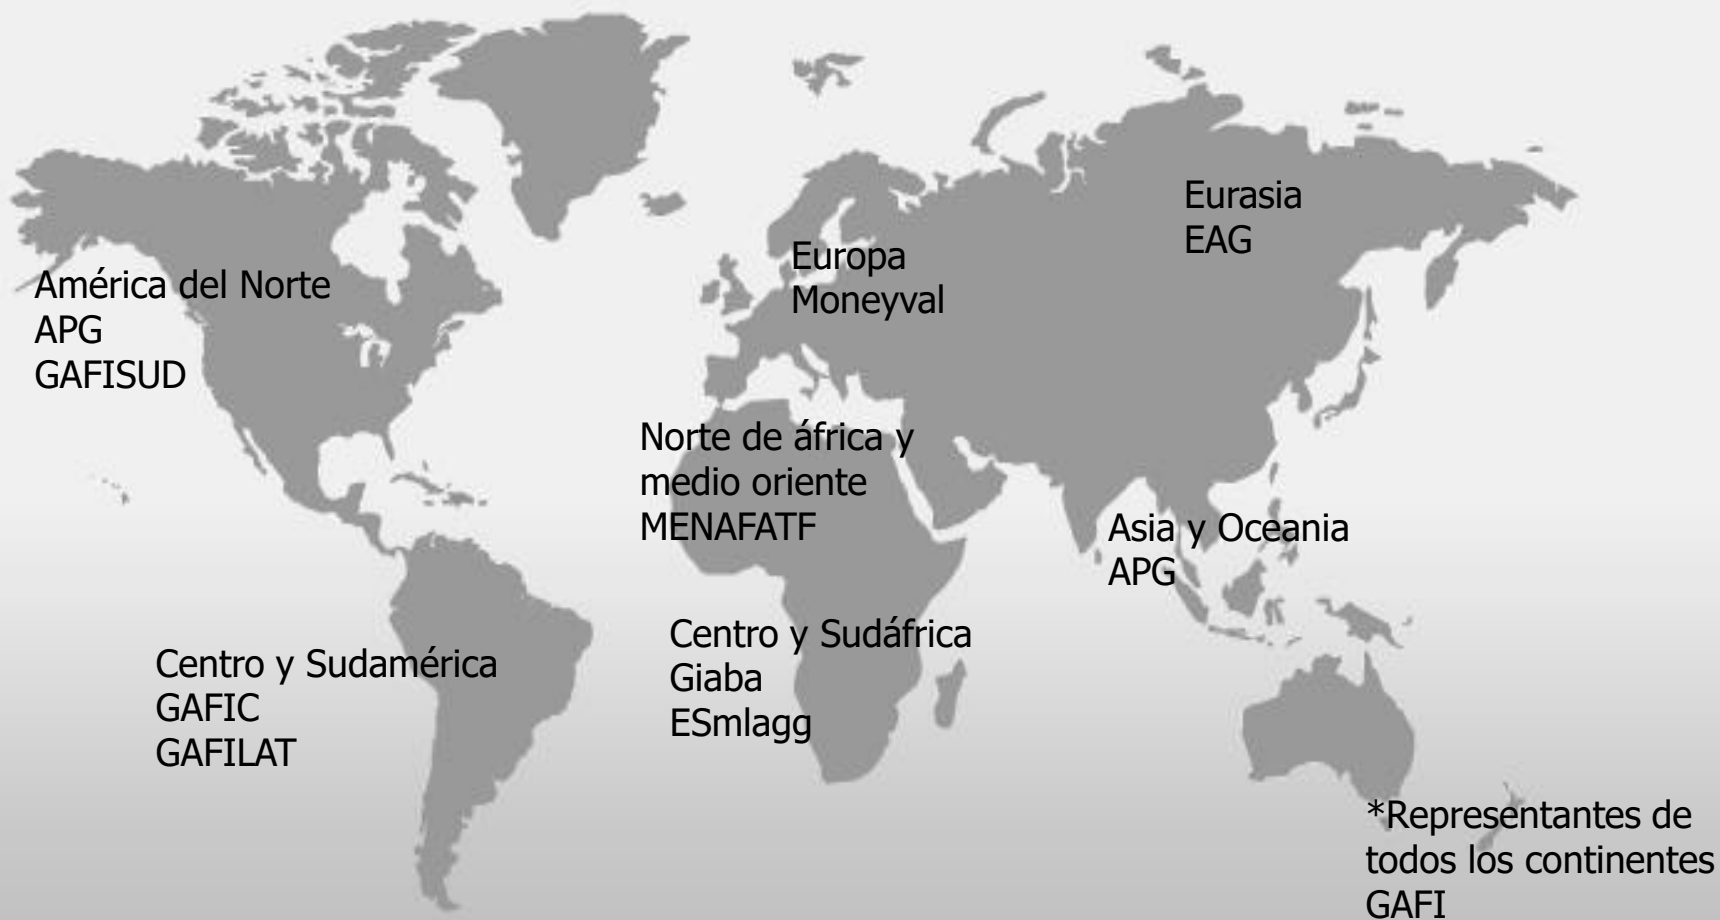 América del Norte
APG
GAFISUD
Europa
Moneyval
Eurasia
EAG
Norte de áfrica y
medio oriente
MENAFATF
Asia y Oceania
APG
Centro y Sudamérica
GAFIC
GAFILAT
Centro y Sudáfrica
Giaba
ESmlagg
*Representantes de
todos los continentes
GAFI